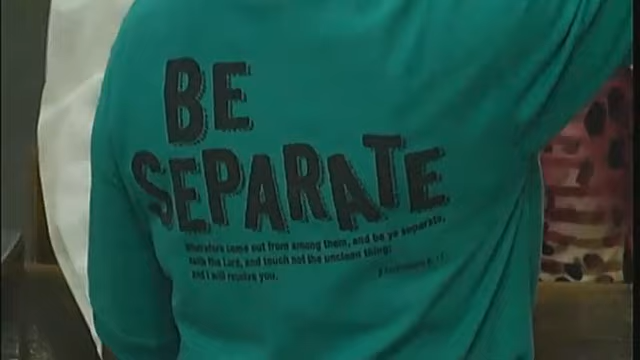 BE
SEPARATE
Wherefore come out from among them, and be ye separate,
saith the Lord, and touch not the unclean thing;
and I will receive you.